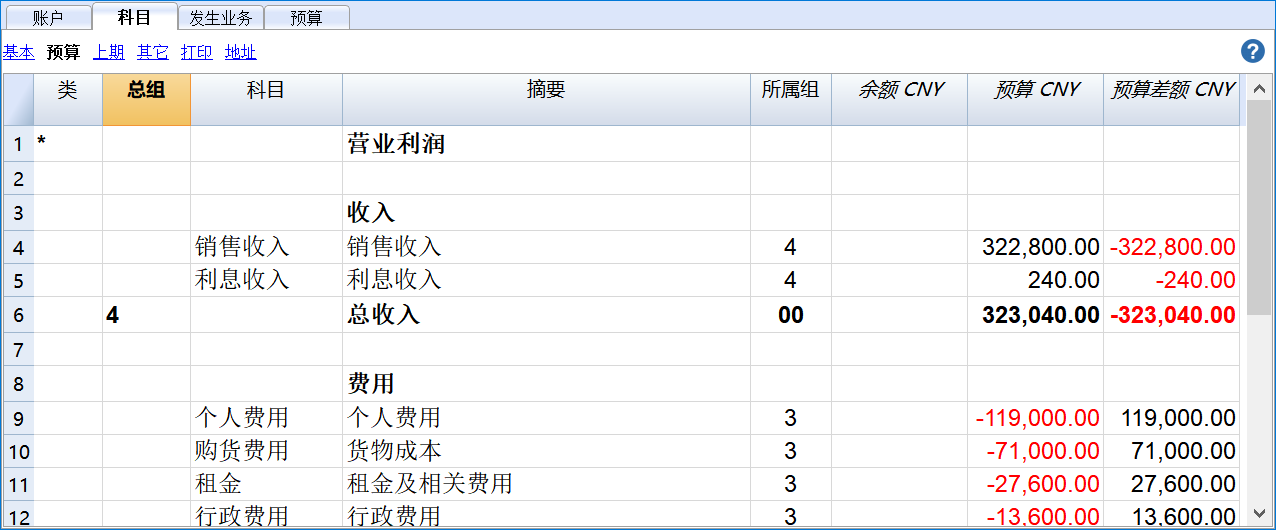 账户 科目 发生业务 预算
基本 预算 上期 其它 打印 地址 ?
类 总组 科目 摘要 所属组 余额 CNY 预算 CNY 预算差额 CNY
1 * 营业利润
2
3 收入
4 销售收入 销售收入 4 322,800.00 -322,800.00
5 利息收入 利息收入 4 240.00 -240.00
6 4 总收入 00 323,040.00 -323,040.00
7
8 费用
9 个人费用 个人费用 3 -119,000.00 119,000.00
10 购货费用 货物成本 3 -71,000.00 71,000.00
11 租金 租金及相关费用 3 -27,600.00 27,600.00
12 行政费用 行政费用 3 -13,600.00 13,600.00